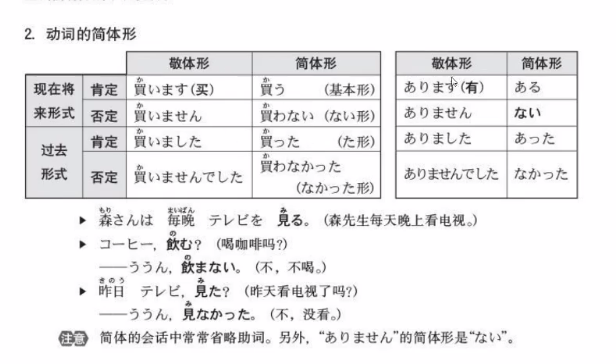 2. 动词的简体形
敬体形 简体形 敬体形 简体形
现在将来形式 肯定 買います(买) 買う (基本形) あります(有) ある
否定 買いません 買わない (ない形) ありません ない
过去形式 肯定 買いました 買った (た形) ありました あった
否定 買いませんでした 買わなかった (なかった形) ありませんでした なかった
▶ 森さんは 毎晩 テレビを 見る。(森先生每天晚上看电视。)
▶ コーヒー，飲む？ (喝咖啡吗?)
——ううん，飲まない。(不，不喝。)
▶ 昨日 テレビ，見た？ (昨天看电视了吗?)
——ううん，見なかった。(不，没看。)
注意 简体的会话中常常省略助词。另外，“ありません”的简体形是“ない”。